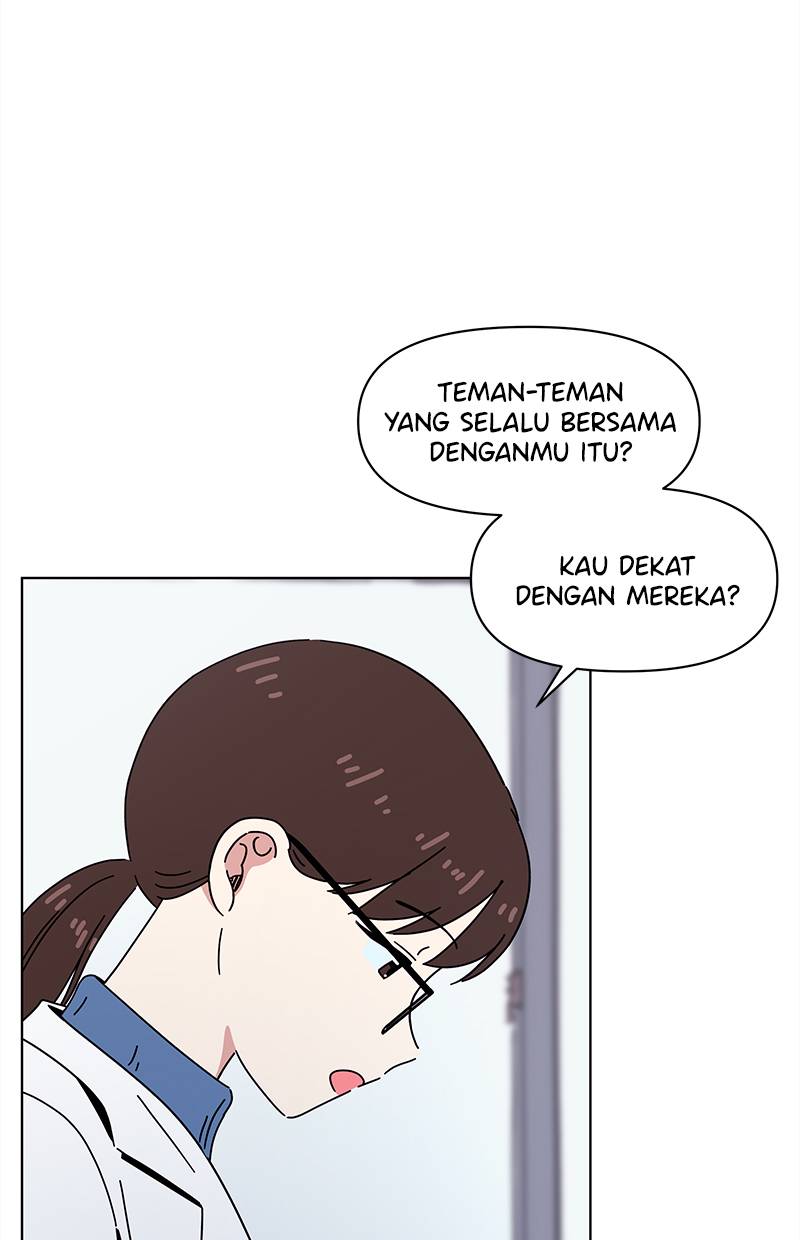 TEMAN-TEMAN
YANG SELALU BERSAMA
DENGANMU ITU?
KAU DEKAT
DENGAN MEREKA?